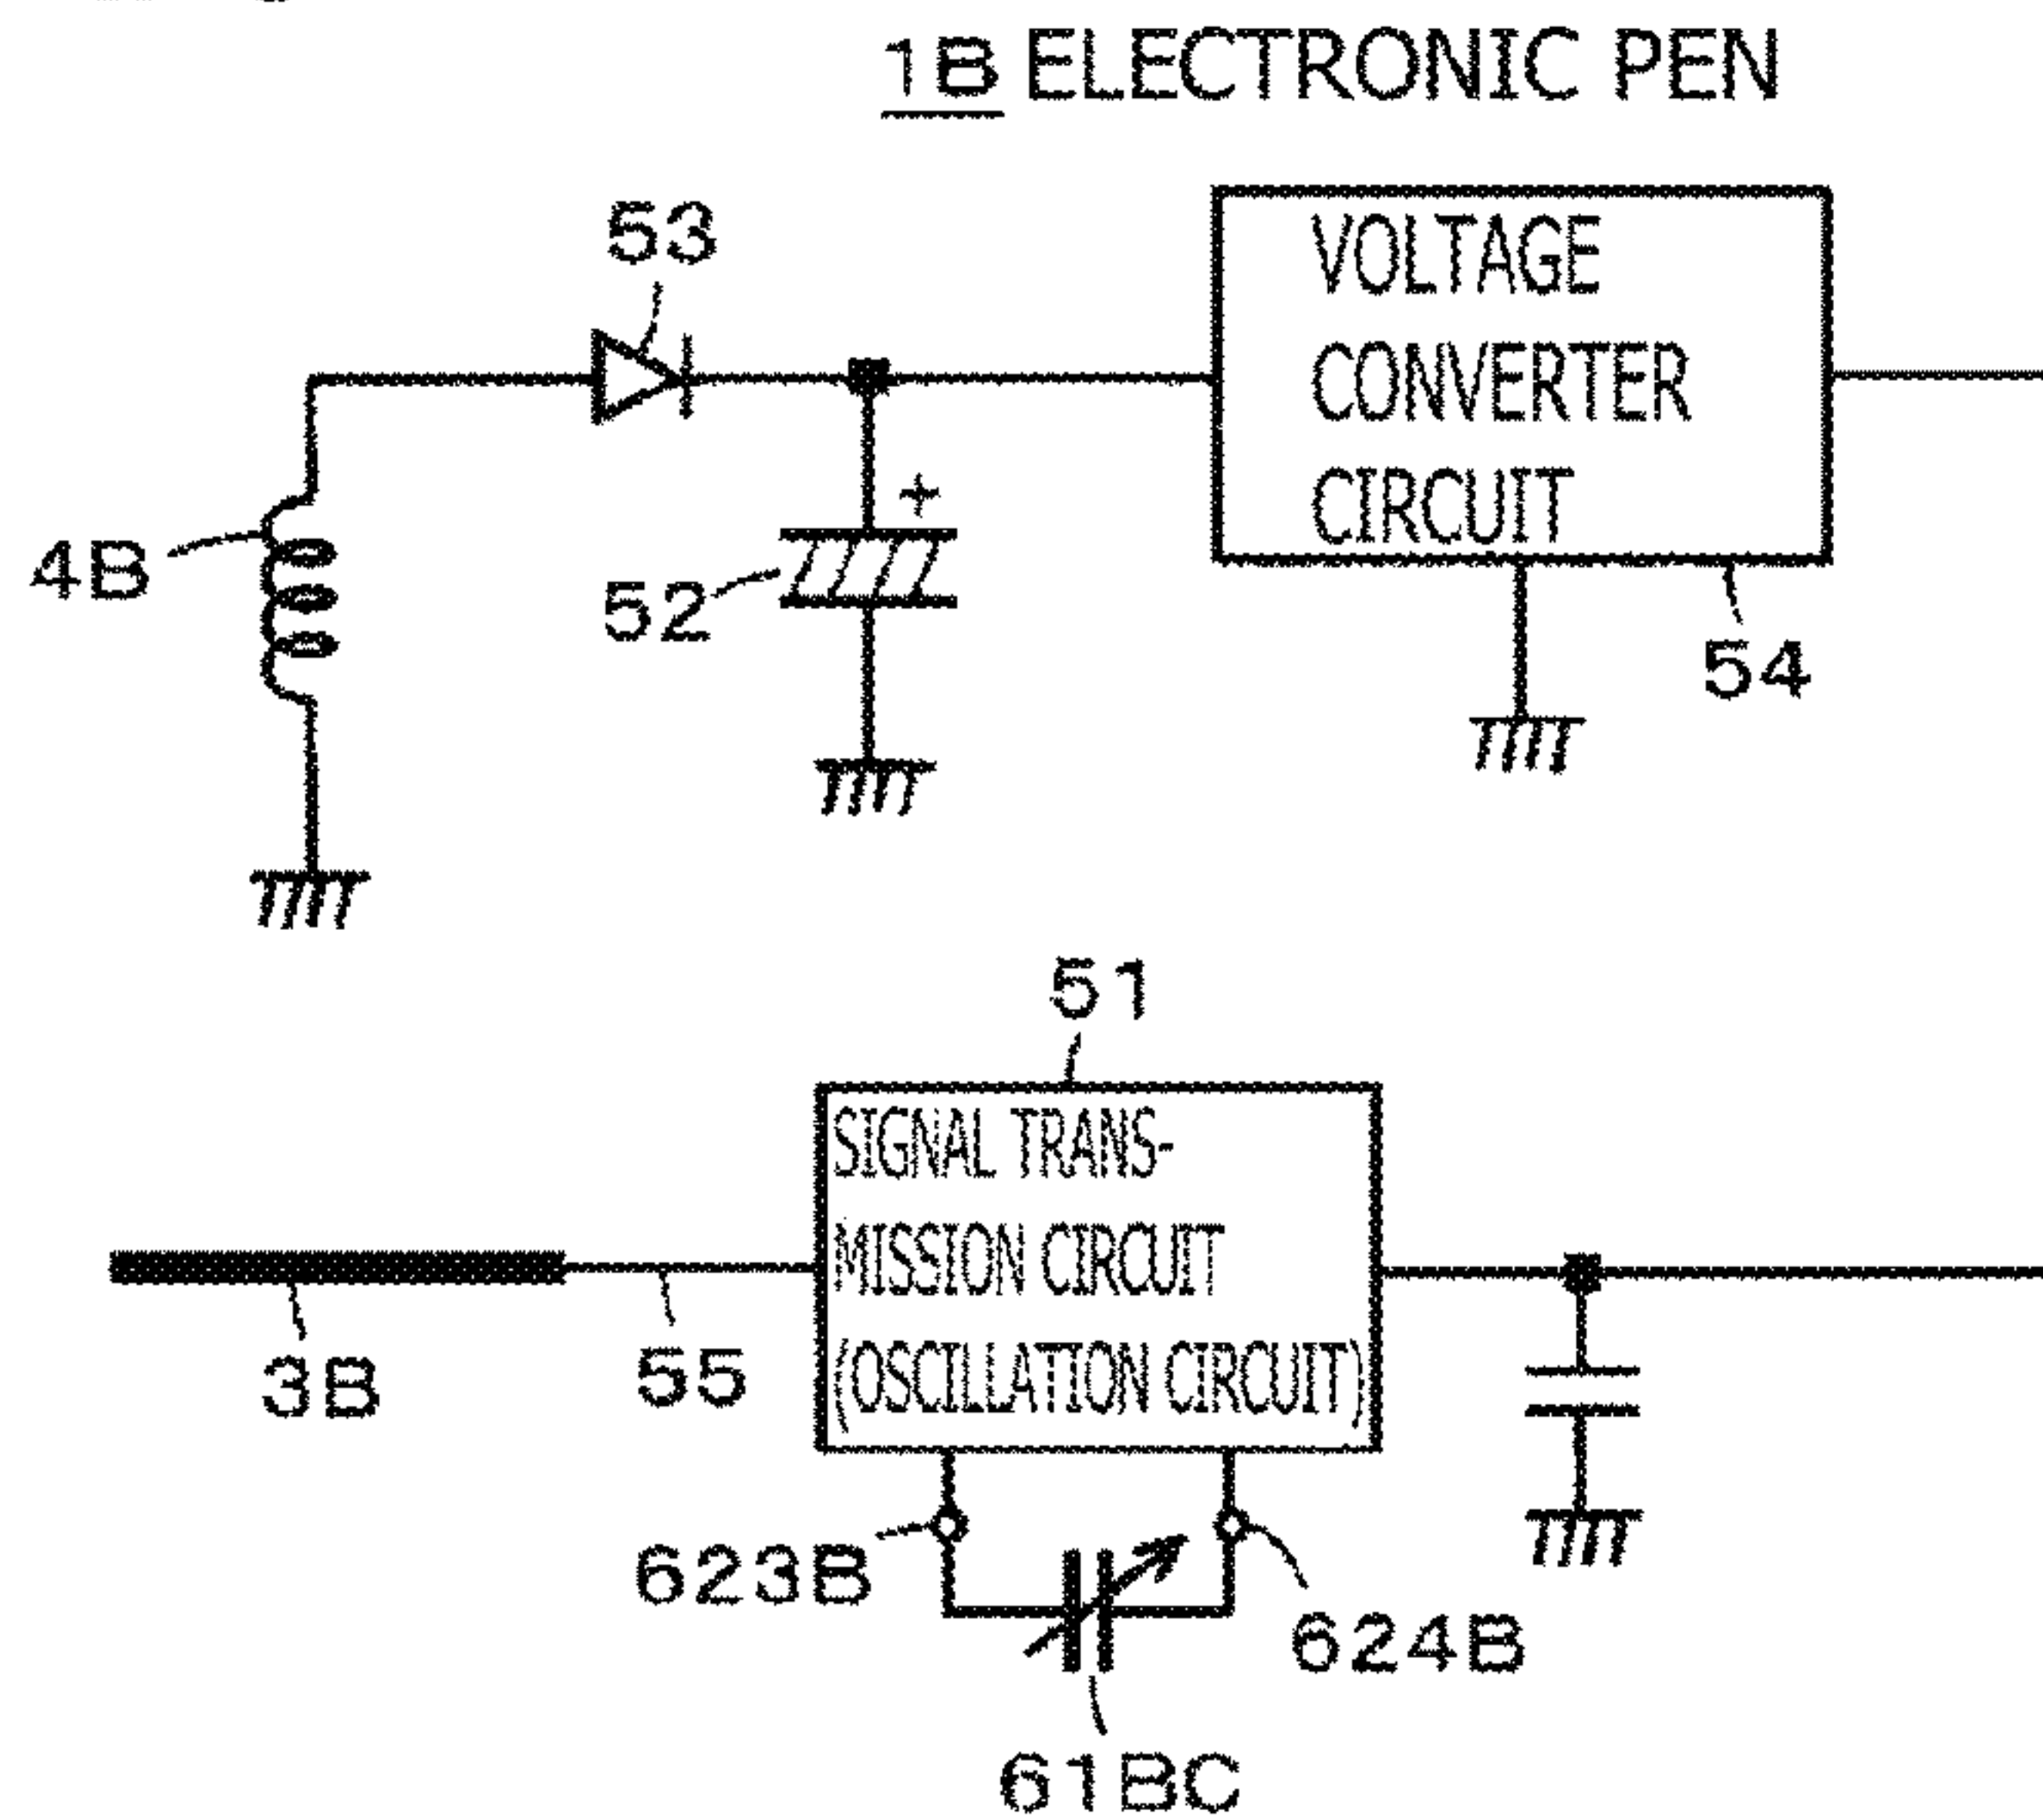 1B ELECTRONIC PEN
53
VOLTAGE
CONVERTER
CIRCUIT
+
4B
52
54
51
SIGNAL TRANS-
MISSION CIRCUIT
(OSCILLATION CIRCUIT)
3B
55
623B
624B
61BC